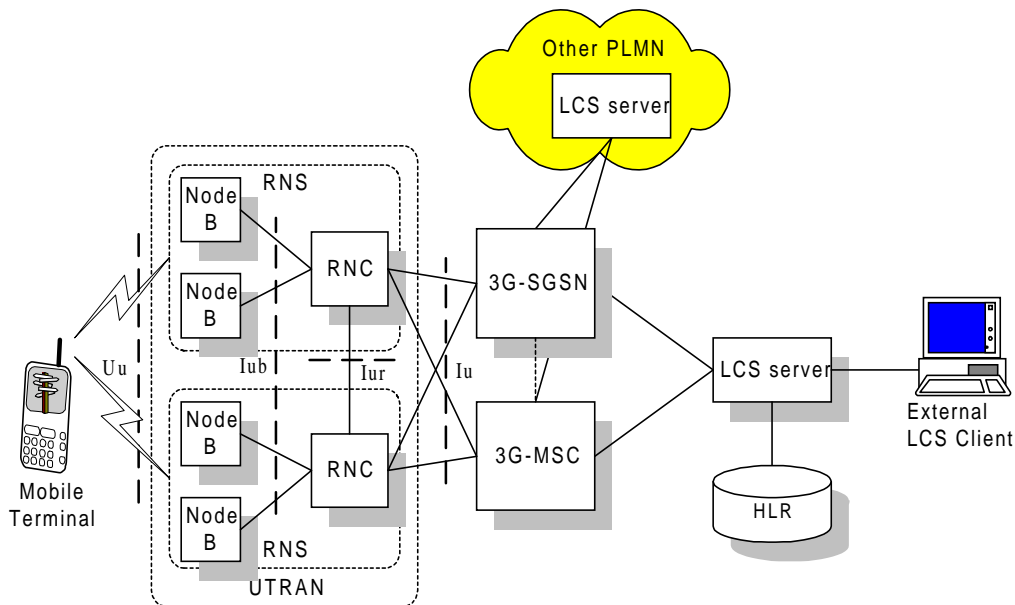 Other PLMN
LCS server
RNS
Node
B
Node
B
RNC
3G-SGSN
Uu
Iub
Iur
Iu
LCS server
External
LCS Client
Node
B
Node
B
RNC
3G-MSC
HLR
Mobile
Terminal
RNS
UTRAN